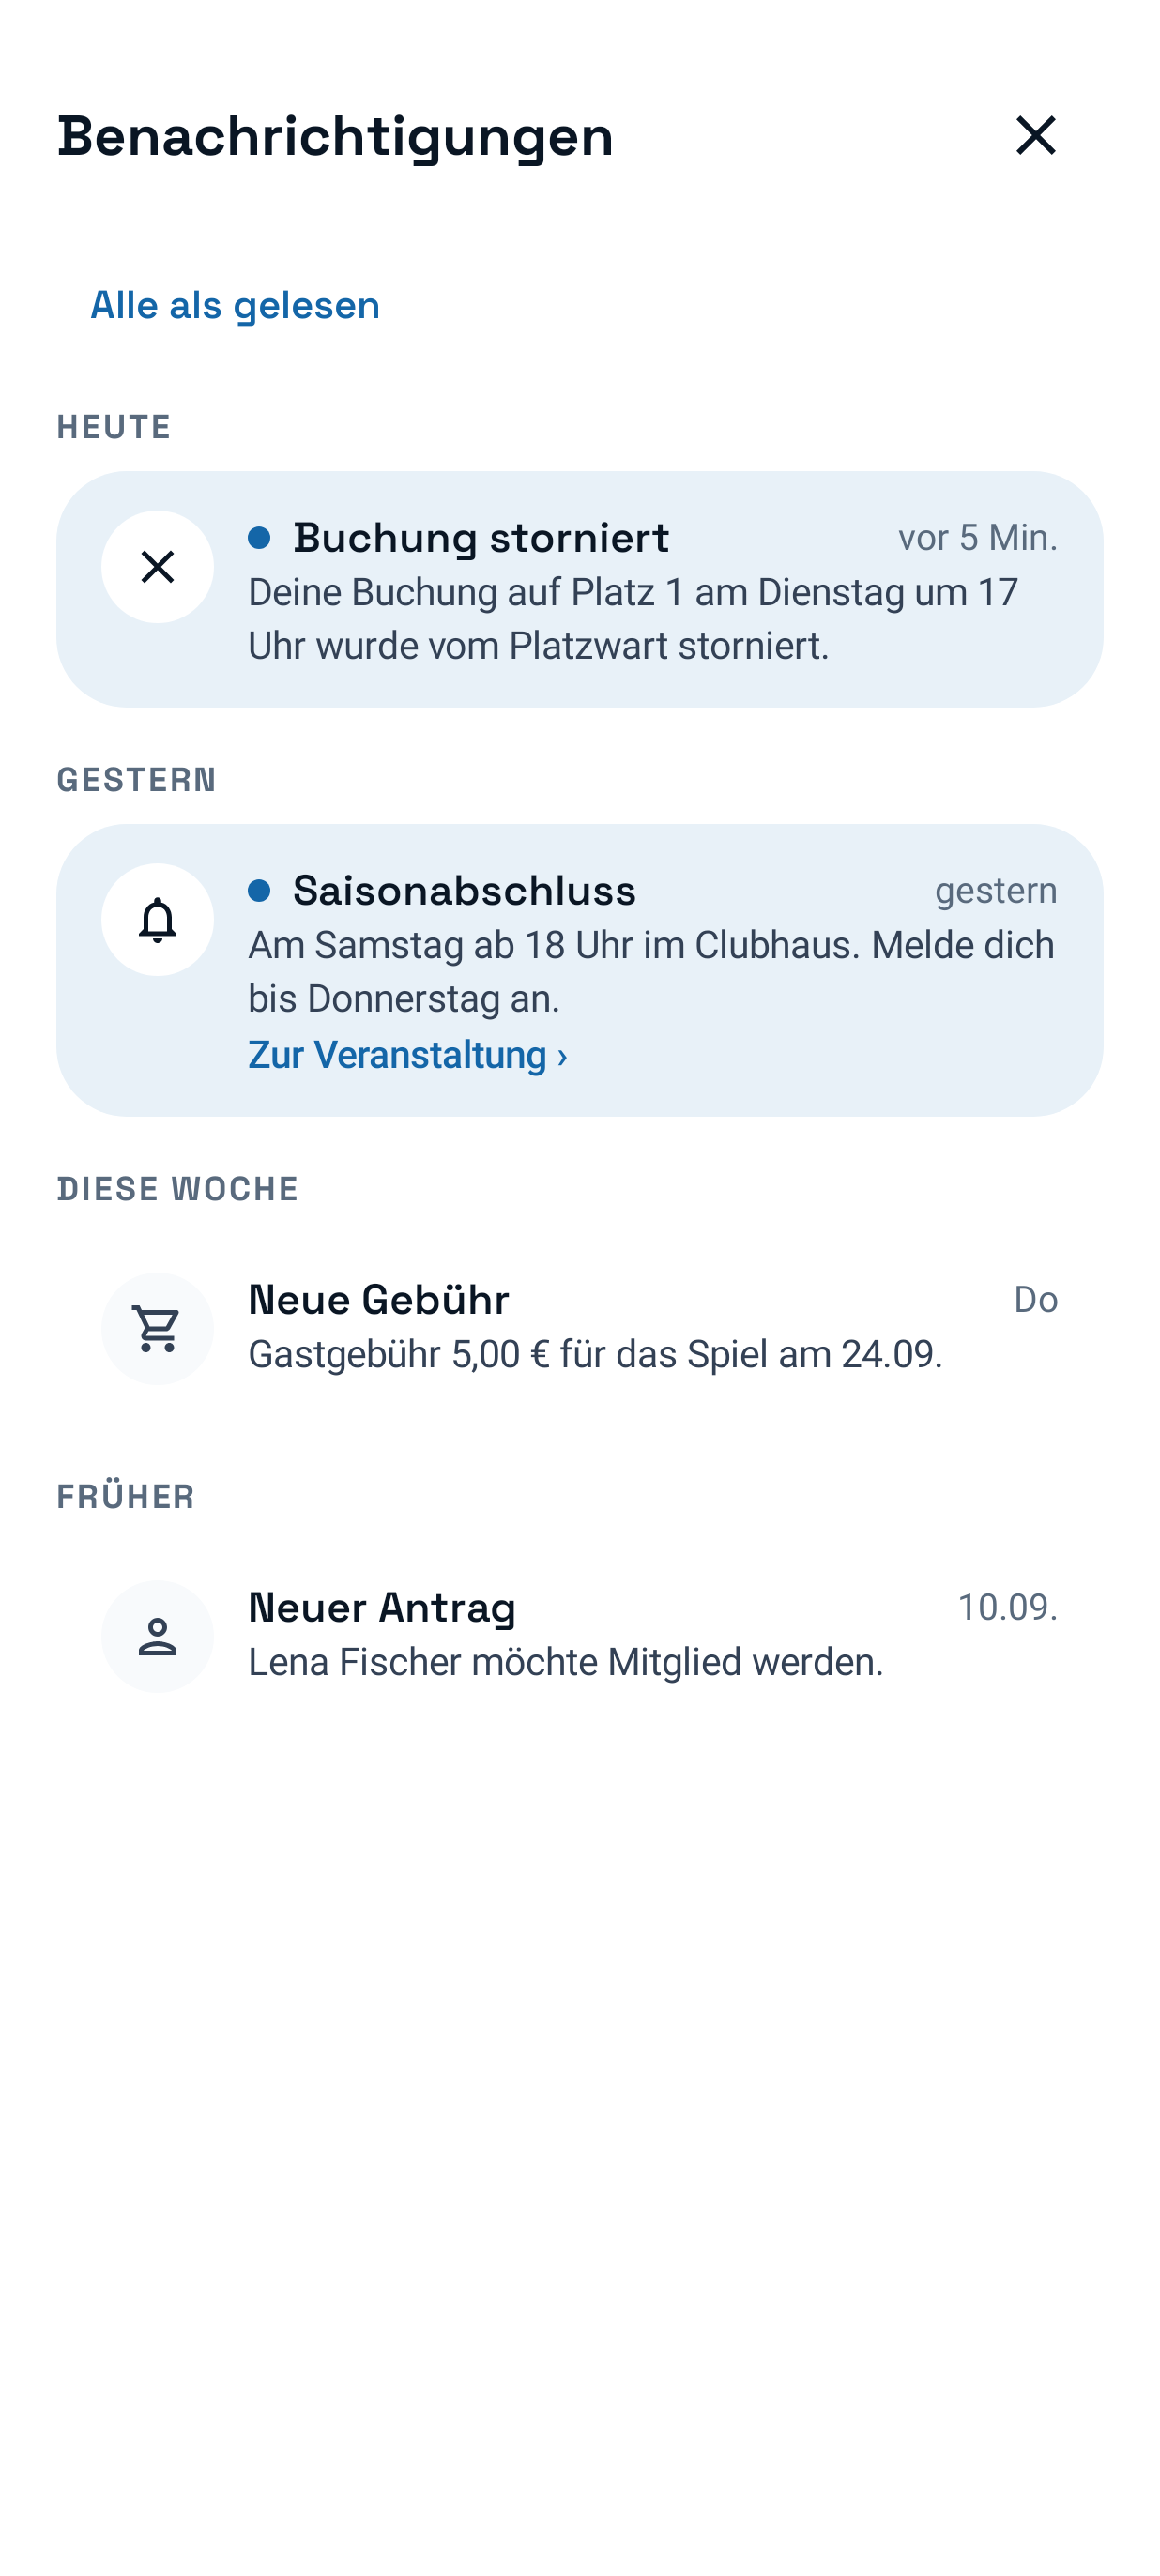 Benachrichtigungen
Alle als gelesen
HEUTE
Buchung storniert vor 5 Min.
Deine Buchung auf Platz 1 am Dienstag um 17
Uhr wurde vom Platzwart storniert.
GESTERN
Saisonabschluss gestern
Am Samstag ab 18 Uhr im Clubhaus. Melde dich
bis Donnerstag an.
Zur Veranstaltung ›
DIESE WOCHE
Neue Gebühr Do
Gastgebühr 5,00 € für das Spiel am 24.09.
FRÜHER
Neuer Antrag 10.09.
Lena Fischer möchte Mitglied werden.